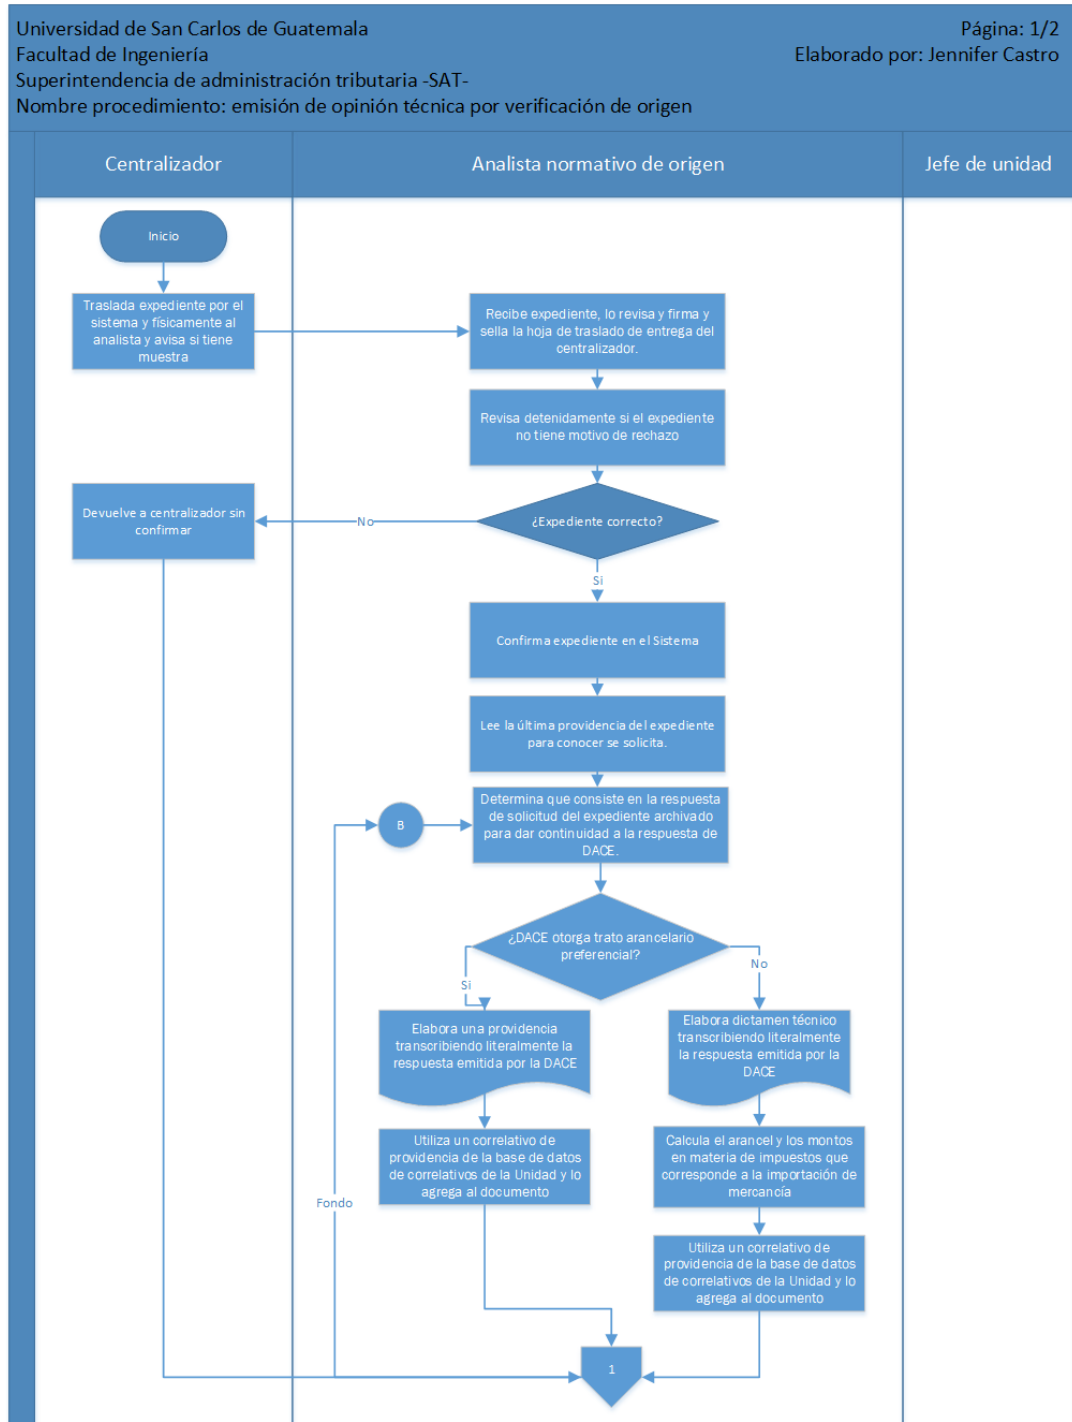 Universidad de San Carlos de Guatemala
Página: 1/2
Facultad de Ingeniería
Elaborado por: Jennifer Castro
Superintendencia de administración tributaria -SAT-
Nombre procedimiento: emisión de opinión técnica por verificación de origen
Centralizador
Analista normativo de origen
Jefe de unidad
Inicio
Traslada expediente por el
sistema y físicamente al
analista y avisa si tiene
muestra
Recibe expediente, lo revisa y firma y
sella la hoja de traslado de entrega del
centralizador.
Revisa detenidamente si el expediente
no tiene motivo de rechazo
¿Expediente correcto?
No
Devuelve a centralizador sin
confirmar
Si
Confirma expediente en el Sistema
Lee la última providencia del expediente
para conocer se solicita.
B
Determina que consiste en la respuesta
de solicitud del expediente archivado
para dar continuidad a la respuesta de
DACE.
¿DACE otorga trato arancelario
preferencial?
Si
No
Elabora una providencia
transcribiendo literalmente la
respuesta emitida por la DACE
Elabora dictamen técnico
transcribiendo literalmente
la respuesta emitida por la
DACE
Utiliza un correlativo de
providencia de la base de datos
de correlativos de la Unidad y lo
agrega al documento
Calcula el arancel y los montos
en materia de impuestos que
corresponde a la importación de
mercancía
Fondo
Utiliza un correlativo de
providencia de la base de datos
de correlativos de la Unidad y lo
agrega al documento
1